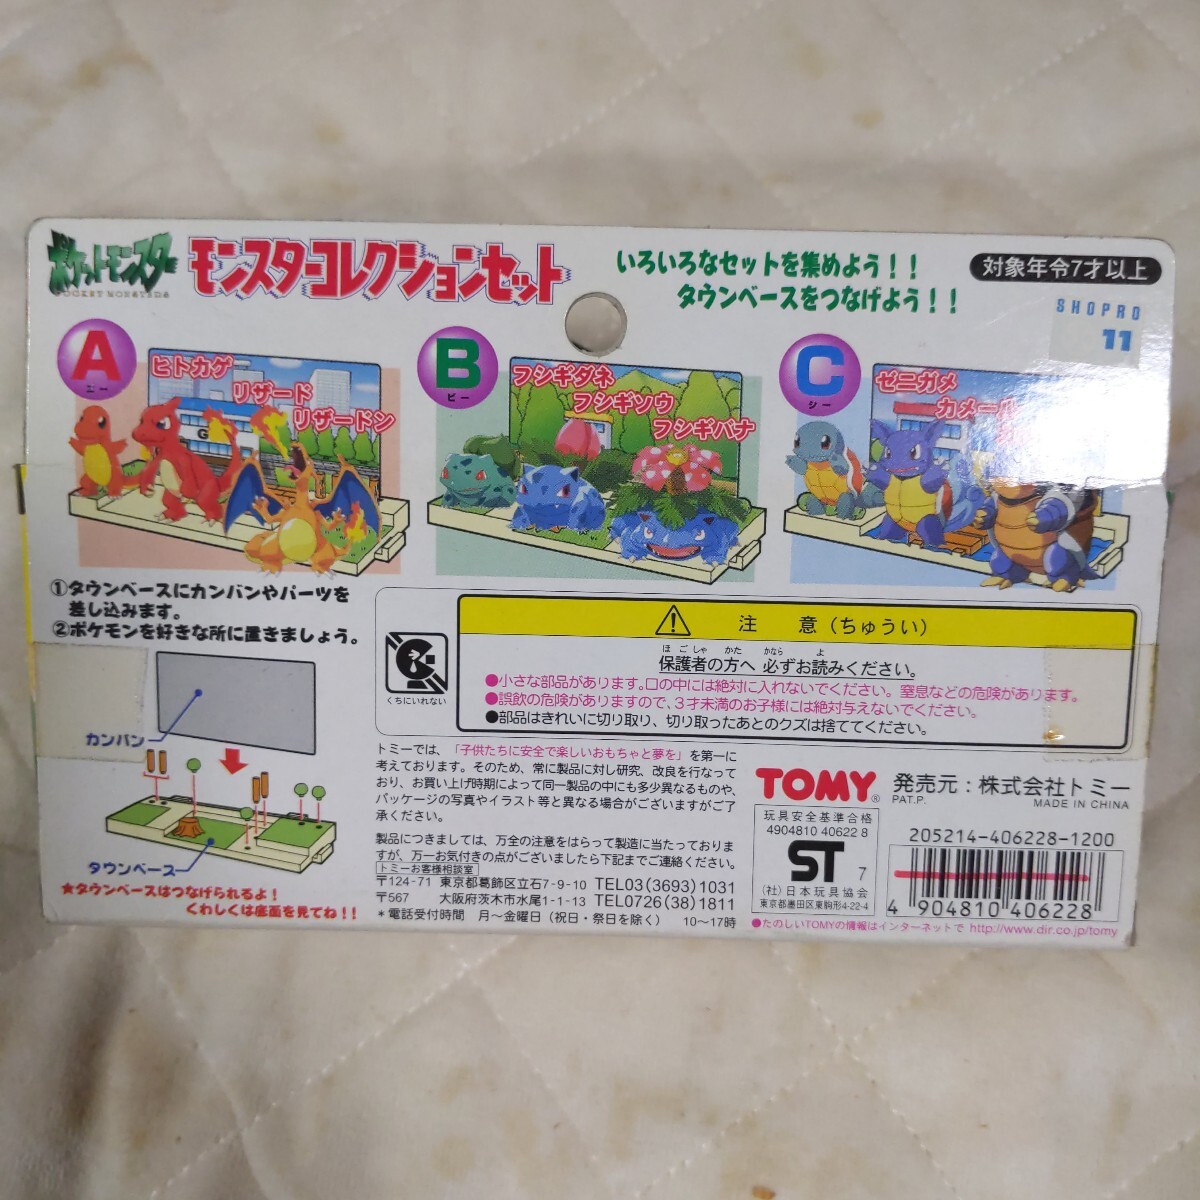 ポケットモンスター
POCKET MONSTERS
モンスターコレクションセット
いろいろなセットを集めよう！！
タウンベースをつなげよう！！
対象年令7才以上
SHOPRO
11
A
エー
ヒトカゲ
リザード
リザードン
B
ビー
フシギダネ
フシギソウ
フシギバナ
C
シー
ゼニガメ
カメール
①タウンベースにカンバンやパーツを
差し込みます。
②ポケモンを好きな所に置きましょう。
カンバン
タウンベース
★タウンベースはつなげられるよ！
くわしくは底面を見てね！！
くちにいれない
注 意（ちゅうい）
ほごしゃ かた かなら よ
保護者の方へ 必ずお読みください。
●小さな部品があります。口の中には絶対に入れないでください。窒息などの危険があります。
●誤飲の危険がありますので、3才未満のお子様には絶対与えないでください。
●部品はきれいに切り取り、切り取ったあとのクズは捨ててください。
トミーでは、「子供たちに安全で楽しいおもちゃと夢を」を第一に
考えております。そのため、常に製品に対し研究、改良を行なって
おり、お買い上げ時期によって同一製品の中にも多少異なるものや、
パッケージの写真やイラスト等と異なる場合がございますがご了
承ください。
製品につきましては、万全の注意をはらって製造に当たっておりま
すが、万一お気付きの点がございましたら下記までご連絡ください。
トミーお客様相談室
〒124-71 東京都葛飾区立石7-9-10 TEL03(3693)1031
〒567 大阪府茨木市水尾1-1-13 TEL0726(38)1811
＊電話受付時間 月〜金曜日（祝日・祭日を除く） 10〜17時
TOMY®
発売元：株式会社トミー
PAT.P. MADE IN CHINA
玩具安全基準合格
4904810 40622 8
ST 7
(社)日本玩具協会
東京都墨田区東駒形4-22-4
205214-406228-1200
4 904810 406228
●たのしいTOMYの情報はインターネットで http://www.dir.co.jp/tomy